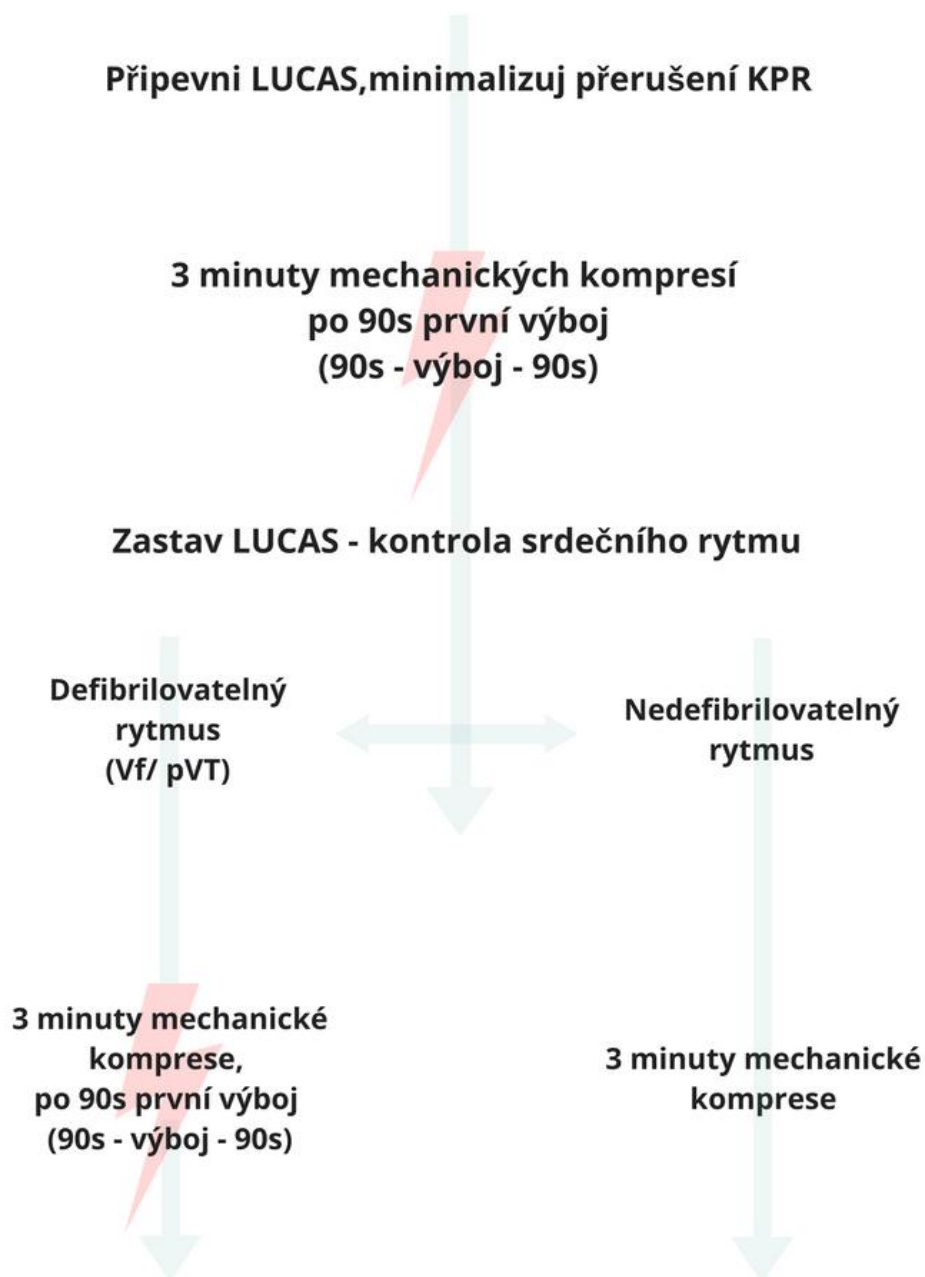 Připevni LUCAS,minimalizuj přerušení KPR
3 minuty mechanických kompresí
po 90s první výboj
(90s - výboj - 90s)
Zastav LUCAS - kontrola srdečního rytmu
Defibrilovatelný
rytmus
(Vf/ pVT)
Nedefibrilovatelný
rytmus
3 minuty mechanické
komprese,
po 90s první výboj
(90s - výboj - 90s)
3 minuty mechanické
komprese